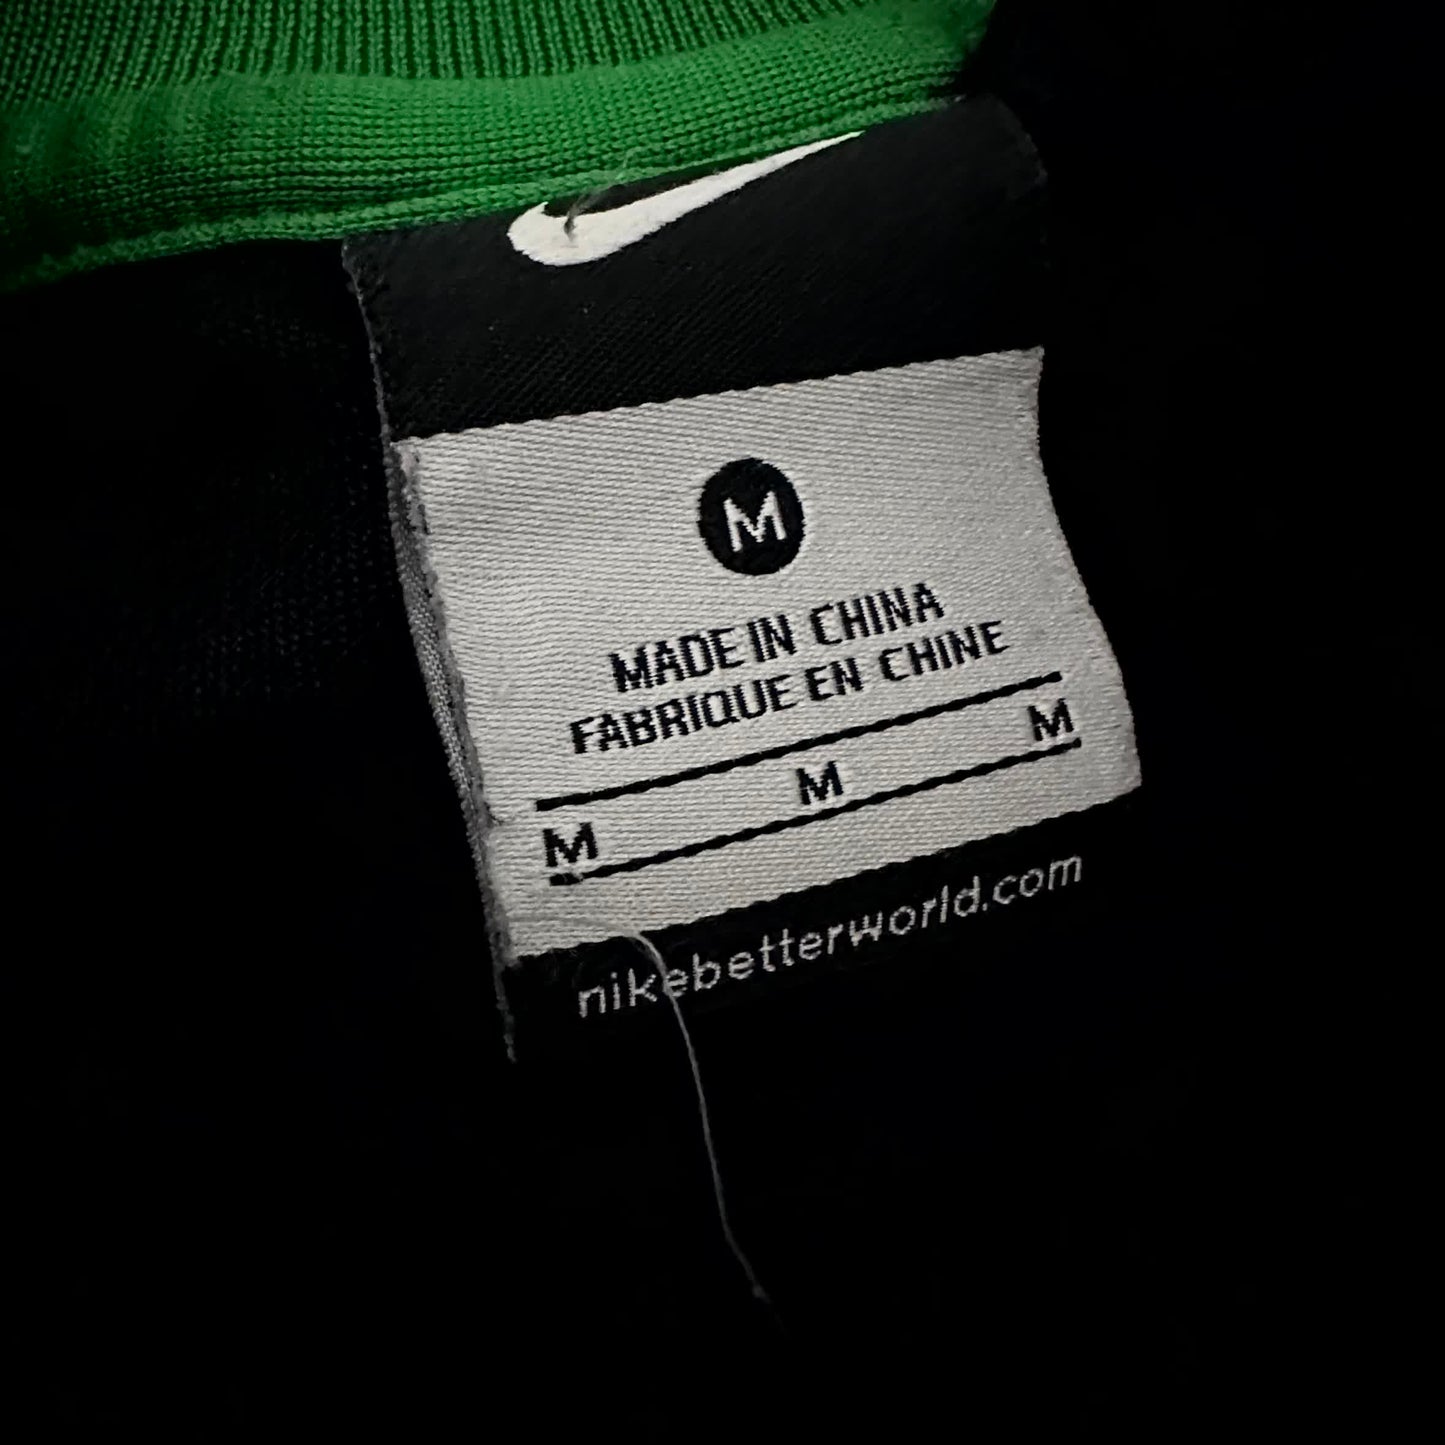 M
MADE IN CHINA
FABRIQUE EN CHINE
M M M
nikebetterworld.com